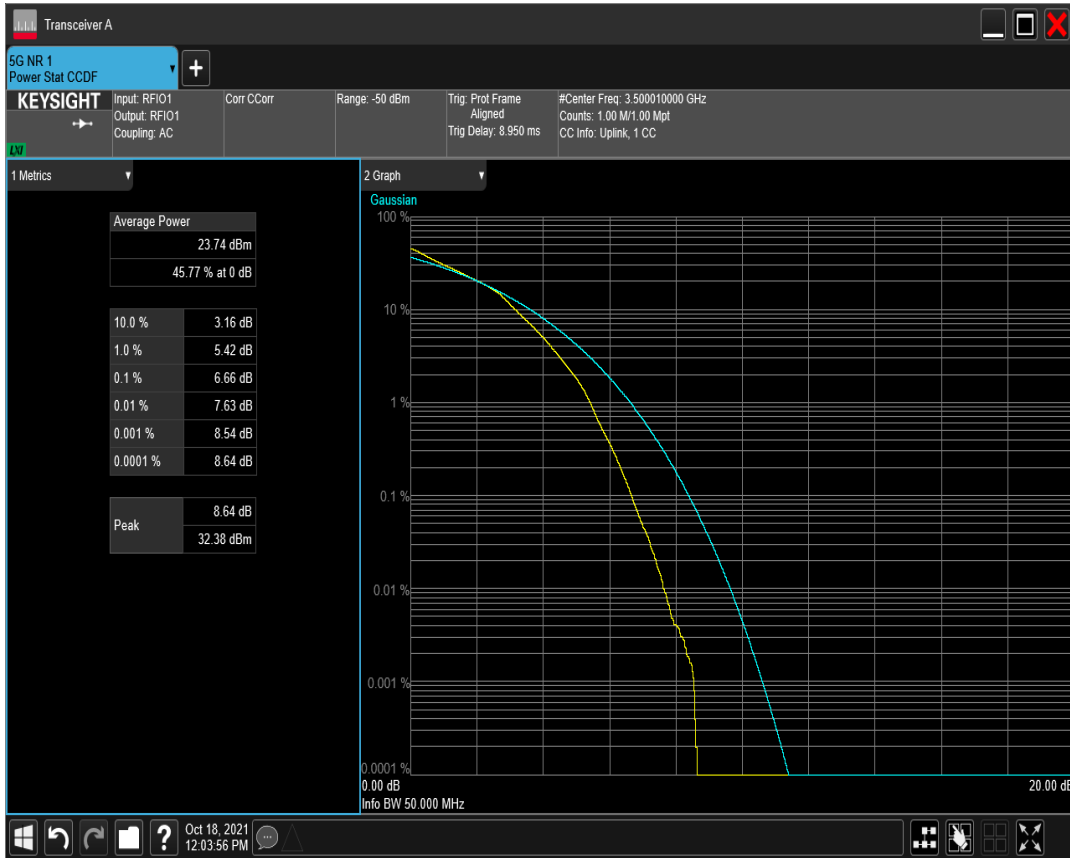 Transceiver A
5G NR 1
Power Stat CCDF
KEYSIGHT
LXI
Input: RFIO1
Output: RFIO1
Coupling: AC
Corr CCorr
Range: -50 dBm
Trig: Prot Frame
Aligned
Trig Delay: 8.950 ms
#Center Freq: 3.500010000 GHz
Counts: 1.00 M/1.00 Mpt
CC Info: Uplink, 1 CC
1 Metrics
Average Power
23.74 dBm
45.77 % at 0 dB
10.0 % 3.16 dB
1.0 % 5.42 dB
0.1 % 6.66 dB
0.01 % 7.63 dB
0.001 % 8.54 dB
0.0001 % 8.64 dB
Peak 8.64 dB
32.38 dBm
2 Graph
Gaussian
100 %
10 %
1 %
0.1 %
0.01 %
0.001 %
0.0001 %
0.00 dB 20.00 dB
Info BW 50.000 MHz
Oct 18, 2021
12:03:56 PM